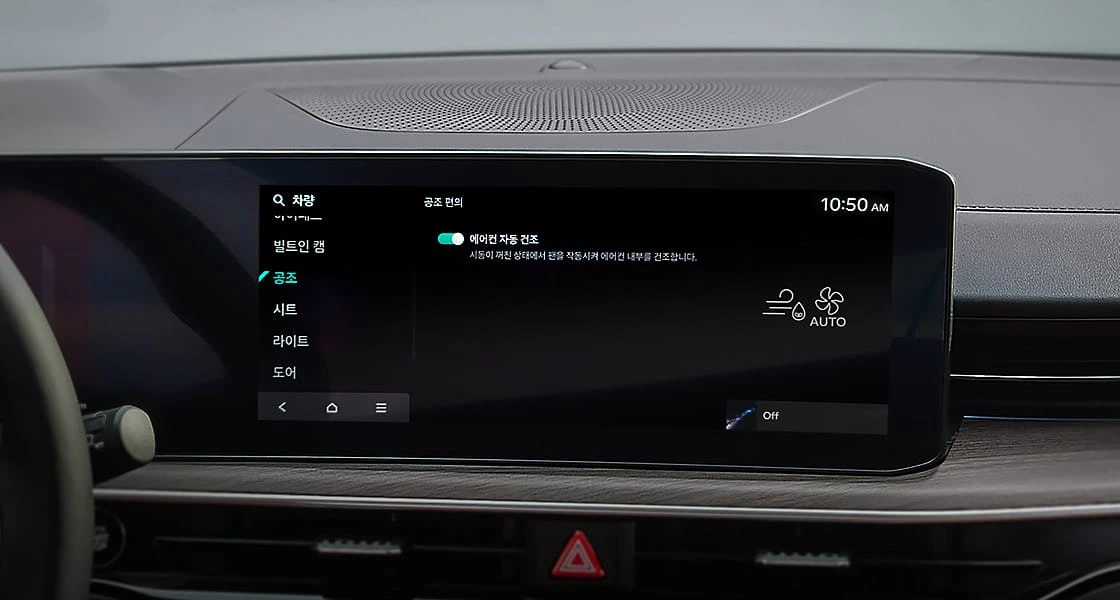 차량
공조 편의
10:50 AM
빌트인 캠
공조
시트
라이트
도어
에어컨 자동 건조
시동이 꺼진 상태에서 팬을 작동시켜 에어컨 내부를 건조합니다.
AUTO
Off